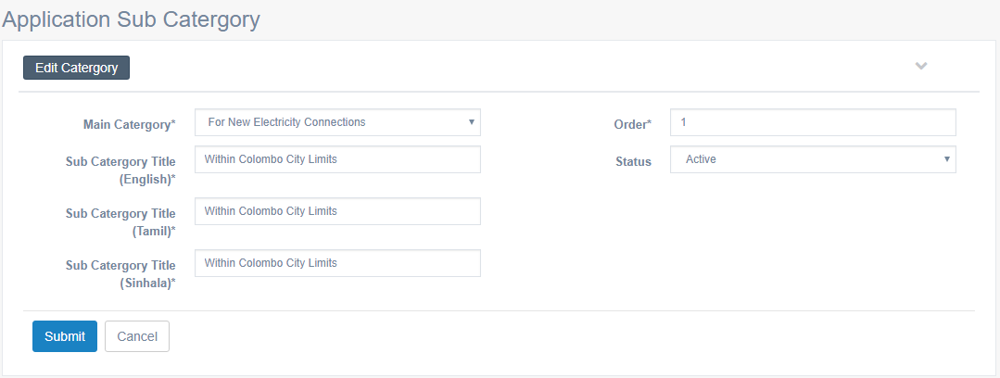 Application Sub Catergory
Edit Catergory
Main Catergory*
For New Electricity Connections
Order*
1
Sub Catergory Title
(English)*
Within Colombo City Limits
Status
Active
Sub Catergory Title
(Tamil)*
Within Colombo City Limits
Sub Catergory Title
(Sinhala)*
Within Colombo City Limits
Submit
Cancel